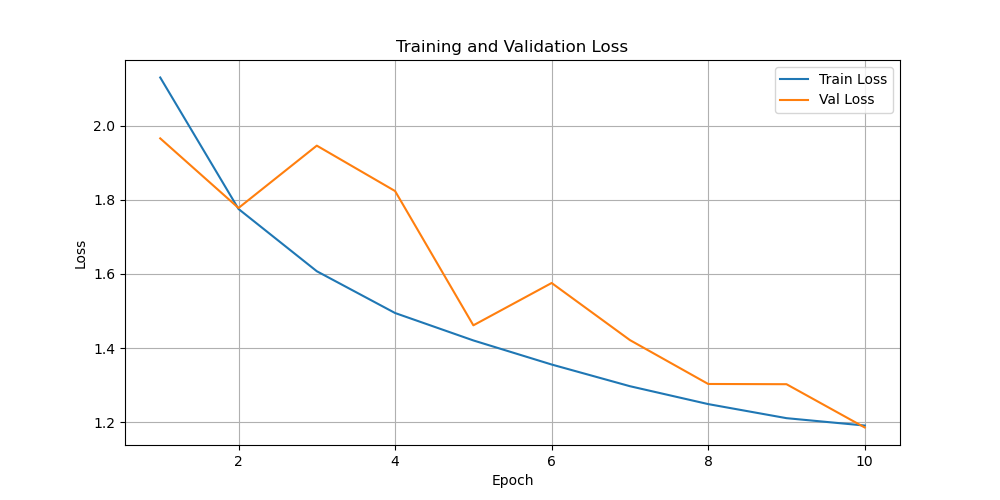 Training and Validation Loss
Train Loss
Val Loss
2.0
1.8
1.6
1.4
1.2
Loss
2 4 6 8 10
Epoch